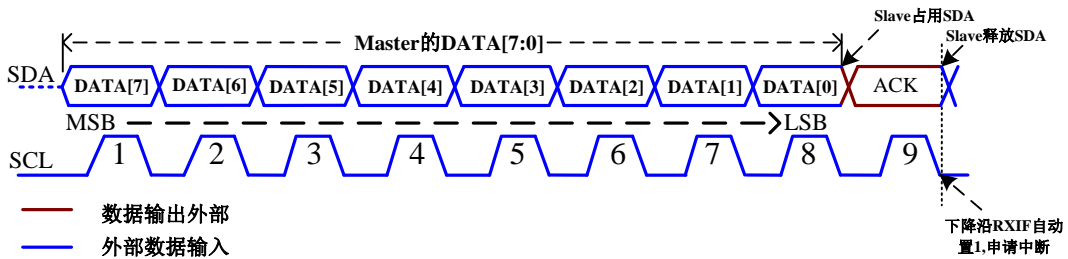 Slave占用SDA
Master的DATA[7:0]
Slave释放SDA
SDA
DATA[7] DATA[6] DATA[5] DATA[4] DATA[3] DATA[2] DATA[1] DATA[0] ACK
MSB LSB
SCL
1 2 3 4 5 6 7 8 9
数据输出外部
外部数据输入
下降沿RXIF自动
置1,申请中断